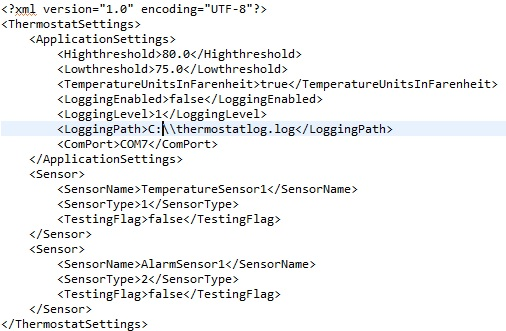 <?xml version="1.0" encoding="UTF-8"?>
<ThermostatSettings>
<ApplicationSettings>
<Highthreshold>80.0</Highthreshold>
<Lowthreshold>75.0</Lowthreshold>
<TemperatureUnitsInFarenheit>true</TemperatureUnitsInFarenheit>
<LoggingEnabled>false</LoggingEnabled>
<LoggingLevel>1</LoggingLevel>
<LoggingPath>C:\\thermostatlog.log</LoggingPath>
<ComPort>COM7</ComPort>
</ApplicationSettings>
<Sensor>
<SensorName>TemperatureSensor1</SensorName>
<SensorType>1</SensorType>
<TestingFlag>false</TestingFlag>
</Sensor>
<Sensor>
<SensorName>AlarmSensor1</SensorName>
<SensorType>2</SensorType>
<TestingFlag>false</TestingFlag>
</Sensor>
</ThermostatSettings>